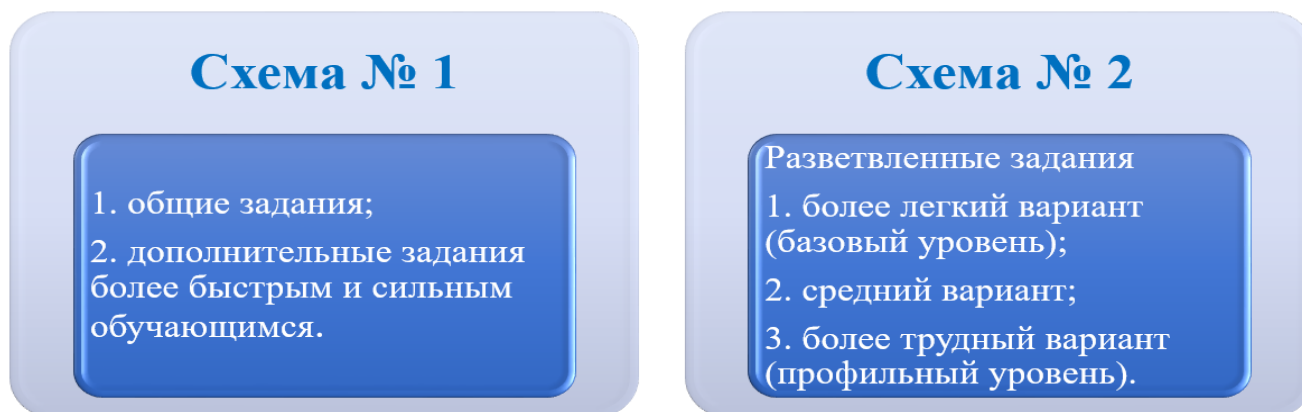 Схема № 1
1. общие задания;
2. дополнительные задания
более быстрым и сильным
обучающимся.
Схема № 2
Разветвленные задания
1. более легкий вариант
(базовый уровень);
2. средний вариант;
3. более трудный вариант
(профильный уровень).